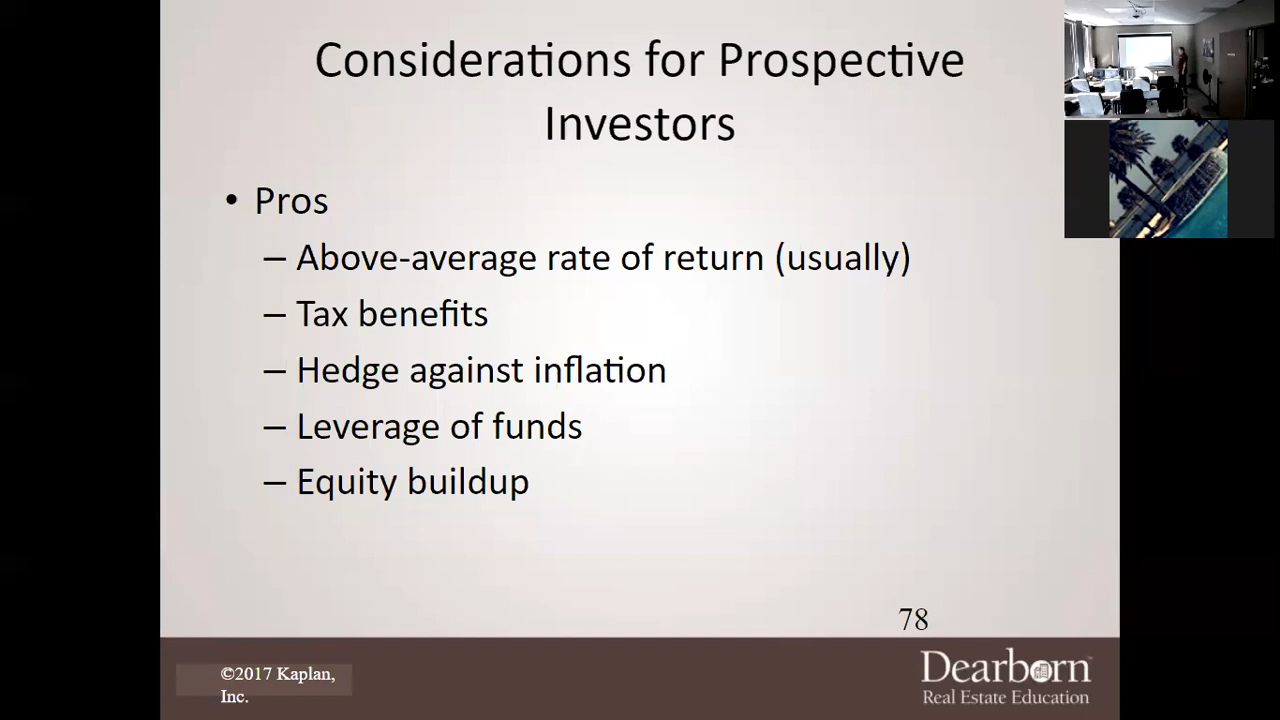 Considerations for Prospective
Investors
• Pros
– Above-average rate of return (usually)
– Tax benefits
– Hedge against inflation
– Leverage of funds
– Equity buildup
78
©2017 Kaplan,
Inc.
Dearborn
Real Estate Education